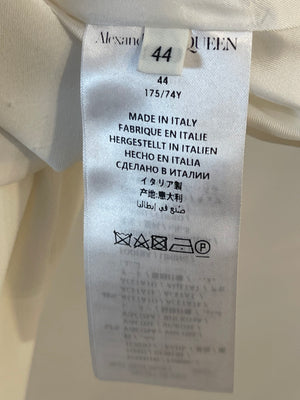 Alexand QUEEN
44
44
175/74Y
MADE IN ITALY
FABRIQUE EN ITALIE
HERGESTELLT IN ITALIEN
HECHO EN ITALIA
СДЕЛАНО В ИТАЛИИ
イタリア製
产地:意大利
صنع في إيطاليا